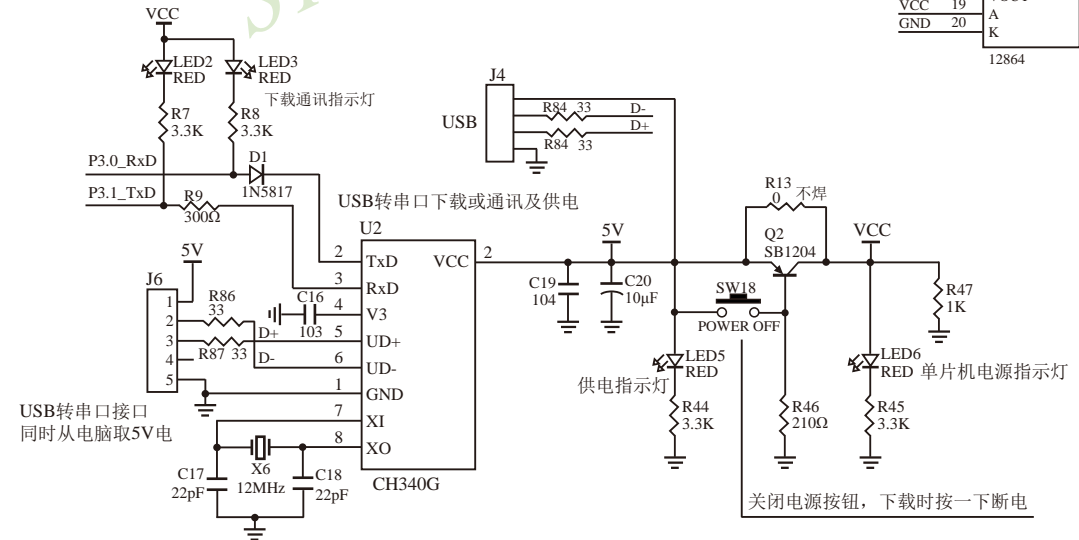 VCC
LED2
RED
LED3
RED
下载通讯指示灯
R7
3.3K
R8
3.3K
P3.0_RxD
D1
1N5817
P3.1_TxD
R9
300Ω
J4
USB
R84 33 D-
D+
R84 33
VCC 19
GND 20
A
K
12864
USB转串口下载或通讯及供电
U2
2 TxD
3 RxD
4 V3
5 UD+
6 UD-
1 GND
7 XI
8 XO
VCC 2
CH340G
5V
J6
1
2
3
4
5
R86
33
R87 33
D+
D-
C16
103
USB转串口接口
同时从电脑取5V电
C17
22pF
X6
12MHz
C18
22pF
5V
C19
104
C20
10μF
R13
0 不焊
Q2
SB1204
VCC
SW18
POWER OFF
R47
1K
LED5
RED
供电指示灯
R44
3.3K
R46
210Ω
LED6
RED 单片机电源指示灯
R45
3.3K
关闭电源按钮，下载时按一下断电